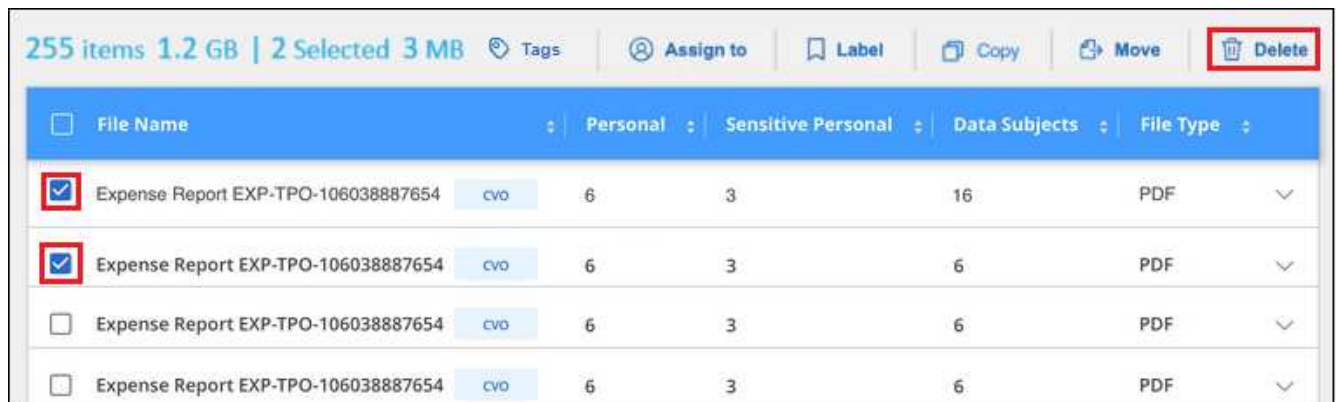 255 items 1.2 GB | 2 Selected 3 MB Tags Assign to Label Copy Move Delete
File Name Personal Sensitive Personal Data Subjects File Type
Expense Report EXP-TPO-106038887654 CVO 6 3 16 PDF
Expense Report EXP-TPO-106038887654 CVO 6 3 6 PDF
Expense Report EXP-TPO-106038887654 CVO 6 3 6 PDF
Expense Report EXP-TPO-106038887654 CVO 6 3 6 PDF